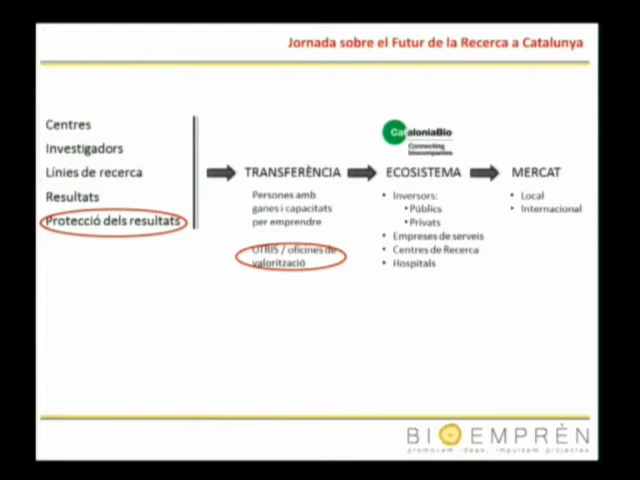 Jornada sobre el Futur de la Recerca a Catalunya
Centres
Investigadors
Línies de recerca
Resultats
Protecció dels resultats
TRANSFERÈNCIA
Persones amb
ganes i capacitats
per emprendre
UTRIS / oficines de
valorització
CataloniaBio
Connecting
biocompanies
ECOSISTEMA
• Inversors:
• Públics
• Privats
• Empreses de serveis
• Centres de Recerca
• Hospitals
MERCAT
• Local
• Internacional
BIOEMPRÈN
promovem idees, impulsem projectes